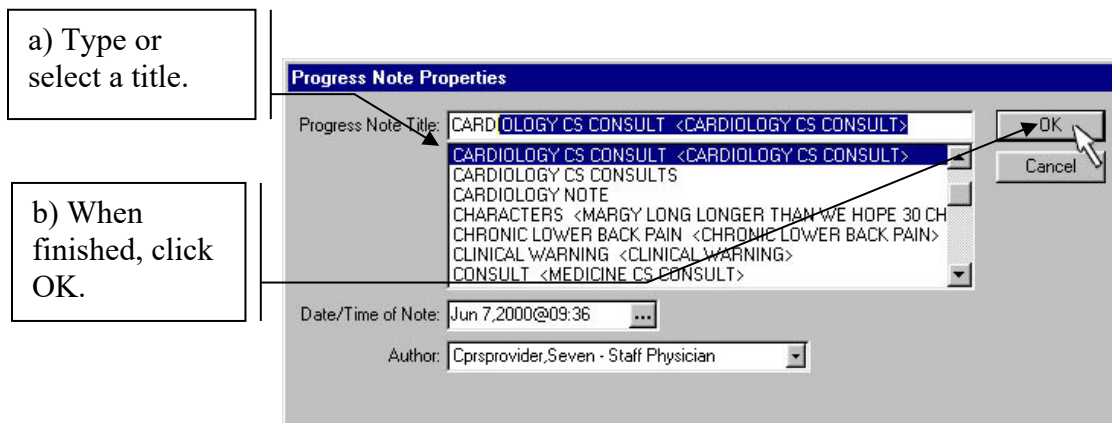 a) Type or
select a title.
Progress Note Properties
Progress Note Title: CARDIOLOGY CS CONSULT <CARDIOLOGY CS CONSULT>
OK
CARDIOLOGY CS CONSULT <CARDIOLOGY CS CONSULT>
Cancel
CARDIOLOGY CS CONSULTS
CARDIOLOGY NOTE
b) When
finished, click
OK.
CHARACTERS <MARGY LONG LONGER THAN WE HOPE 30 CH
CHRONIC LOWER BACK PAIN <CHRONIC LOWER BACK PAIN>
CLINICAL WARNING <CLINICAL WARNING>
CONSULT <MEDICINE CS CONSULT>
Date/Time of Note: Jun 7,2000@09:36 ...
Author: Cprsprovider,Seven - Staff Physician